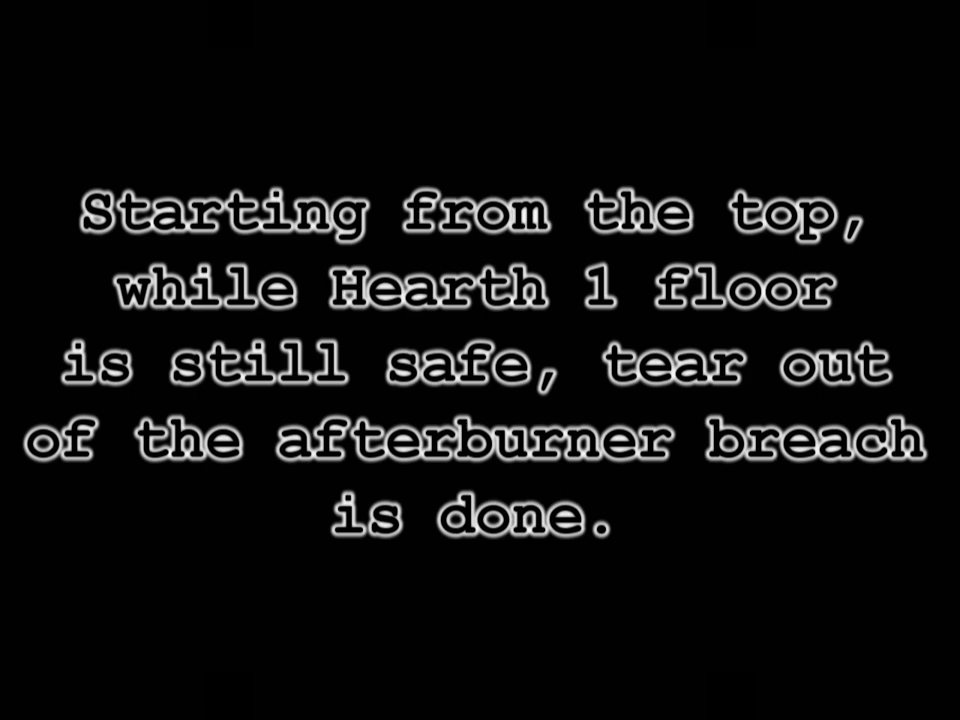 Starting from the top,
while Hearth 1 floor
is still safe, tear out
of the afterburner breach
is done.